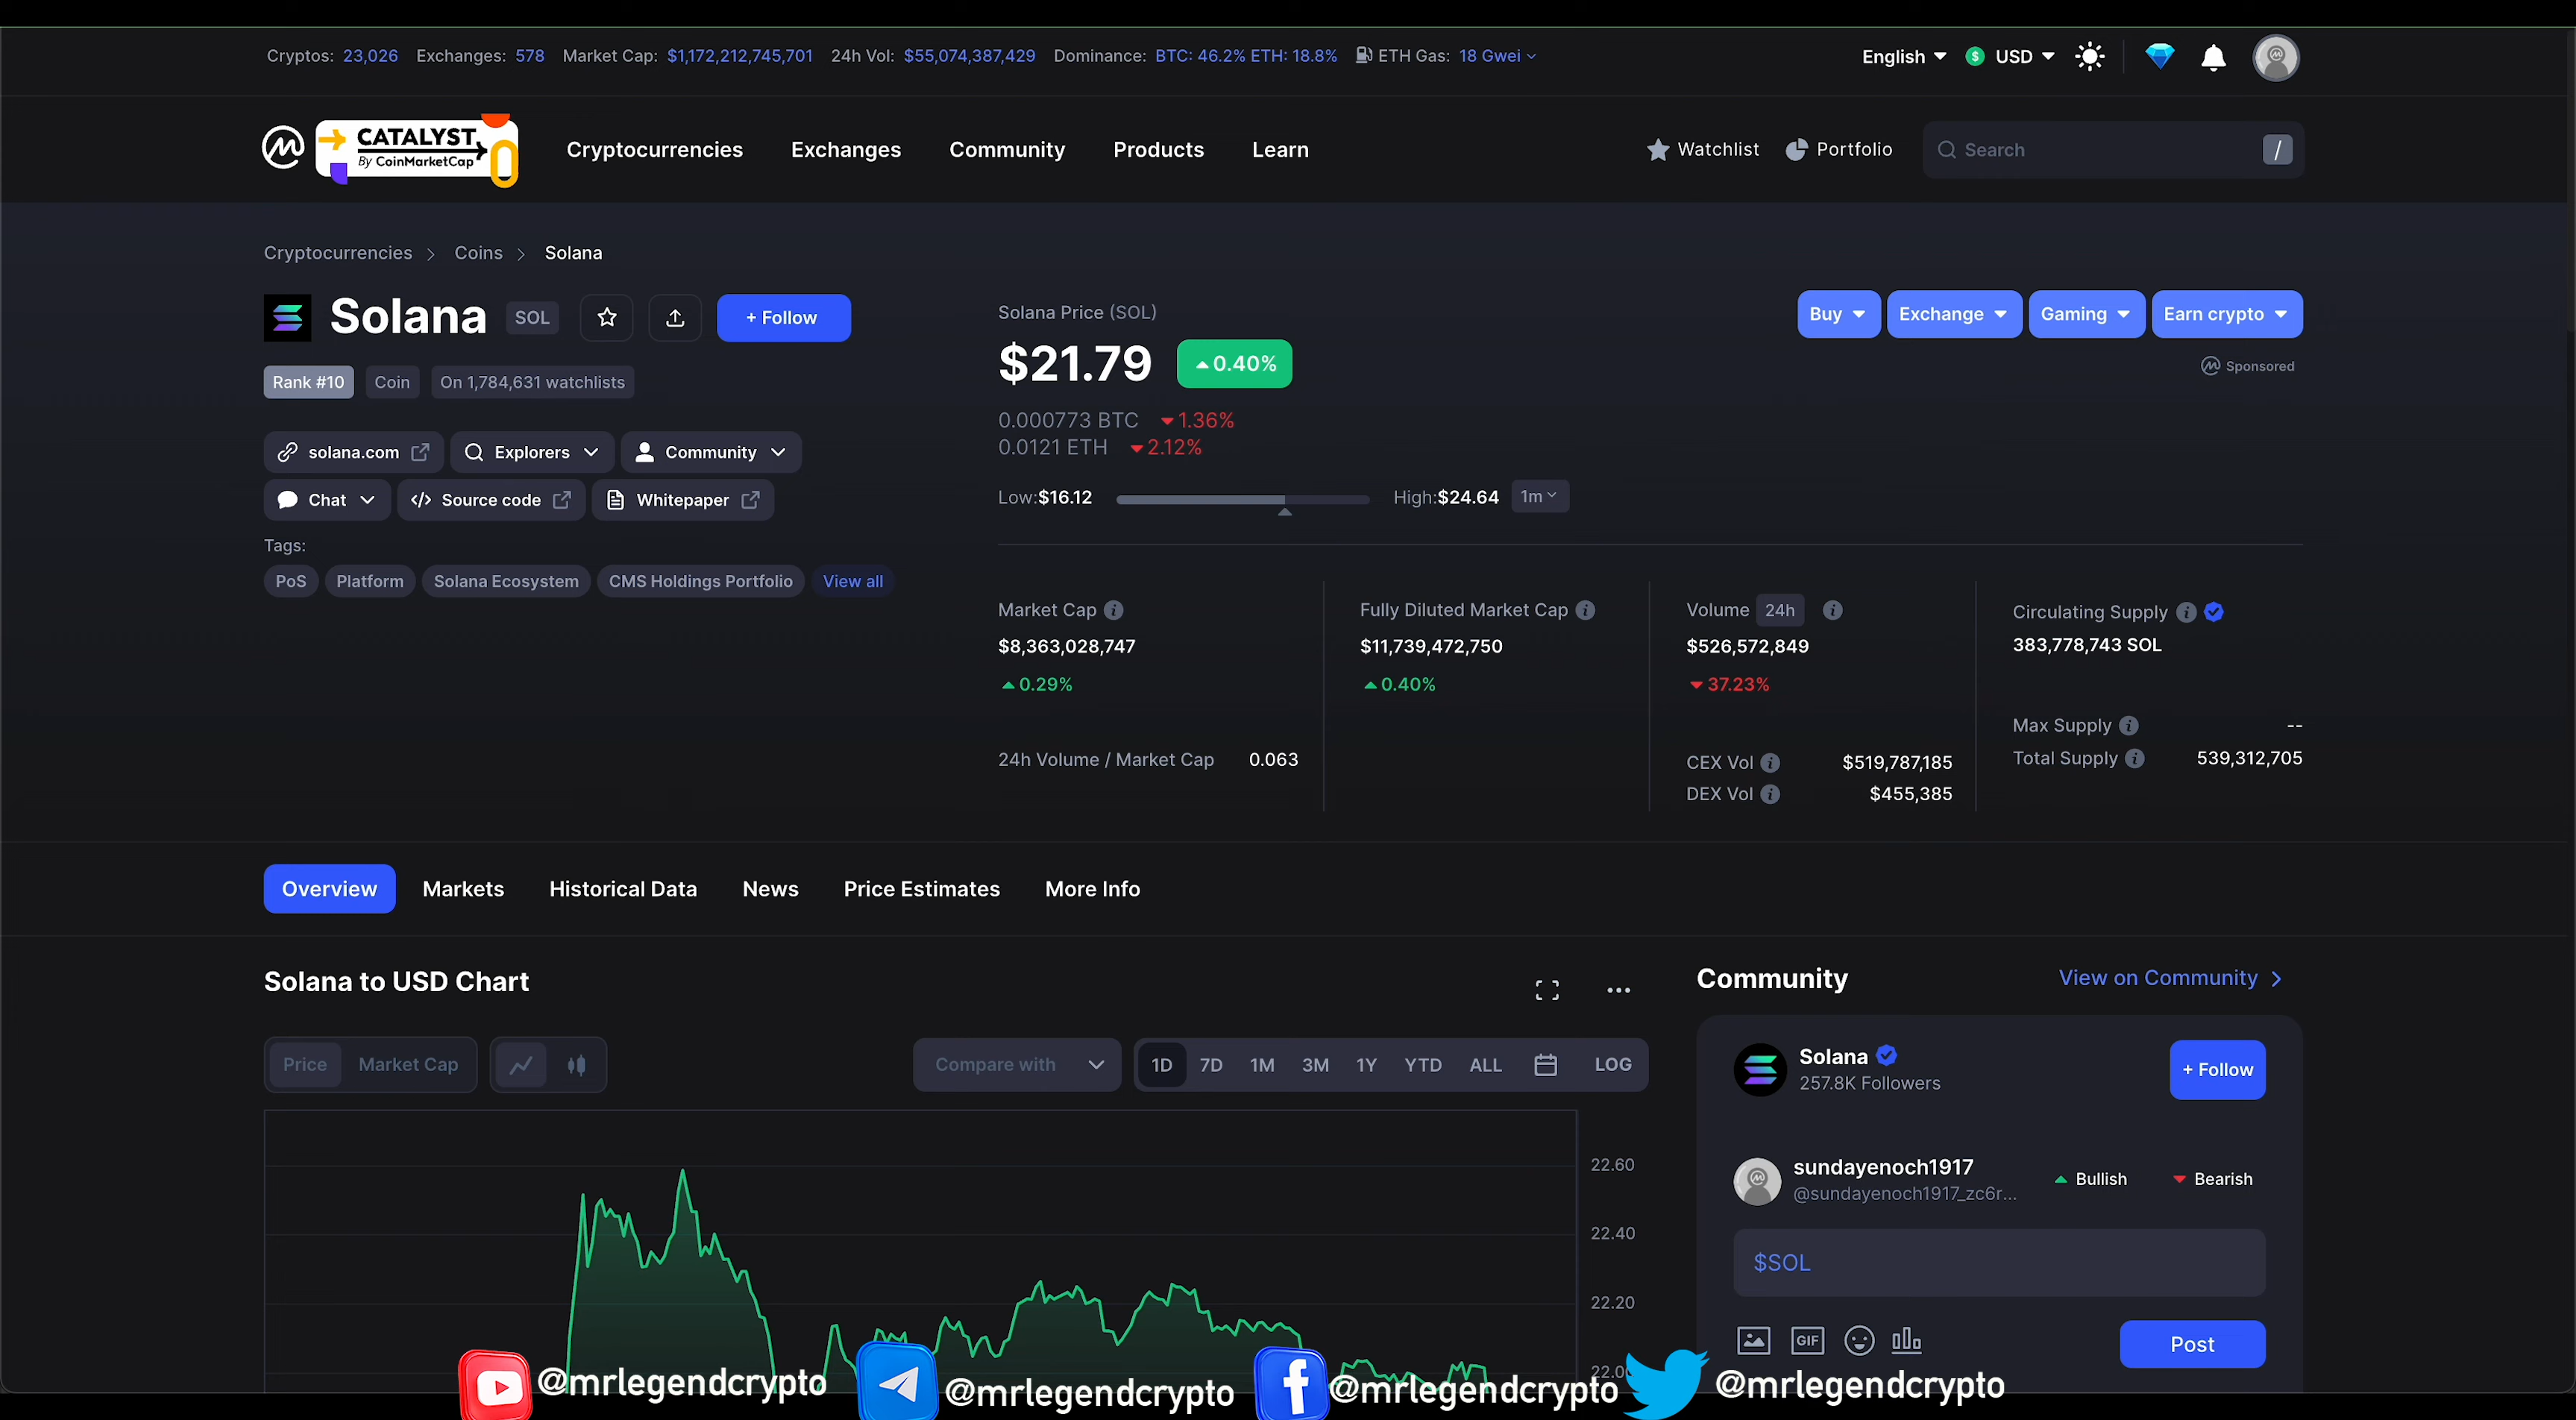 Cryptos: 23,026 Exchanges: 578 Market Cap: $1,172,212,745,701 24h Vol: $55,074,387,429 Dominance: BTC: 46.2% ETH: 18.8% ETH Gas: 18 Gwei English USD
CATALYST
By CoinMarketCap
Cryptocurrencies Exchanges Community Products Learn Watchlist Portfolio Search /
Cryptocurrencies > Coins > Solana
Solana SOL + Follow
Rank #10 Coin On 1,784,631 watchlists
solana.com Explorers Community
Chat Source code Whitepaper
Tags:
PoS Platform Solana Ecosystem CMS Holdings Portfolio View all
Solana Price (SOL)
$21.79 0.40%
0.000773 BTC 1.36%
0.0121 ETH 2.12%
Low:$16.12 High:$24.64 1m
Buy Exchange Gaming Earn crypto
Sponsored
Market Cap
$8,363,028,747
0.29%
24h Volume / Market Cap 0.063
Fully Diluted Market Cap
$11,739,472,750
0.40%
Volume 24h
$526,572,849
37.23%
CEX Vol $519,787,185
DEX Vol $455,385
Circulating Supply
383,778,743 SOL
Max Supply --
Total Supply 539,312,705
Overview Markets Historical Data News Price Estimates More Info
Solana to USD Chart
Price Market Cap Compare with 1D 7D 1M 3M 1Y YTD ALL LOG
22.60
22.40
22.20
Community View on Community >
Solana
257.8K Followers
+ Follow
sundayenoch1917 Bullish Bearish
@sundayenoch1917_zc6r...
$SOL
GIF Post
@mrlegendcrypto @mrlegendcrypto @mrlegendcrypto @mrlegendcrypto